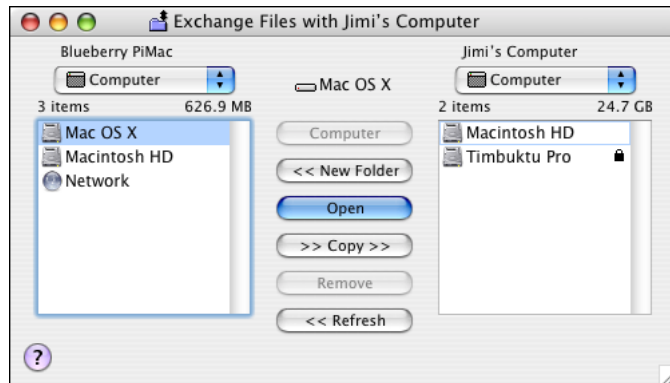 Exchange Files with Jimi's Computer
Blueberry PiMac
Computer
3 items 626.9 MB
Mac OS X
Macintosh HD
Network
Mac OS X
Computer
<< New Folder
Open
>> Copy >>
Remove
<< Refresh
Jimi's Computer
Computer
2 items 24.7 GB
Macintosh HD
Timbuktu Pro
?